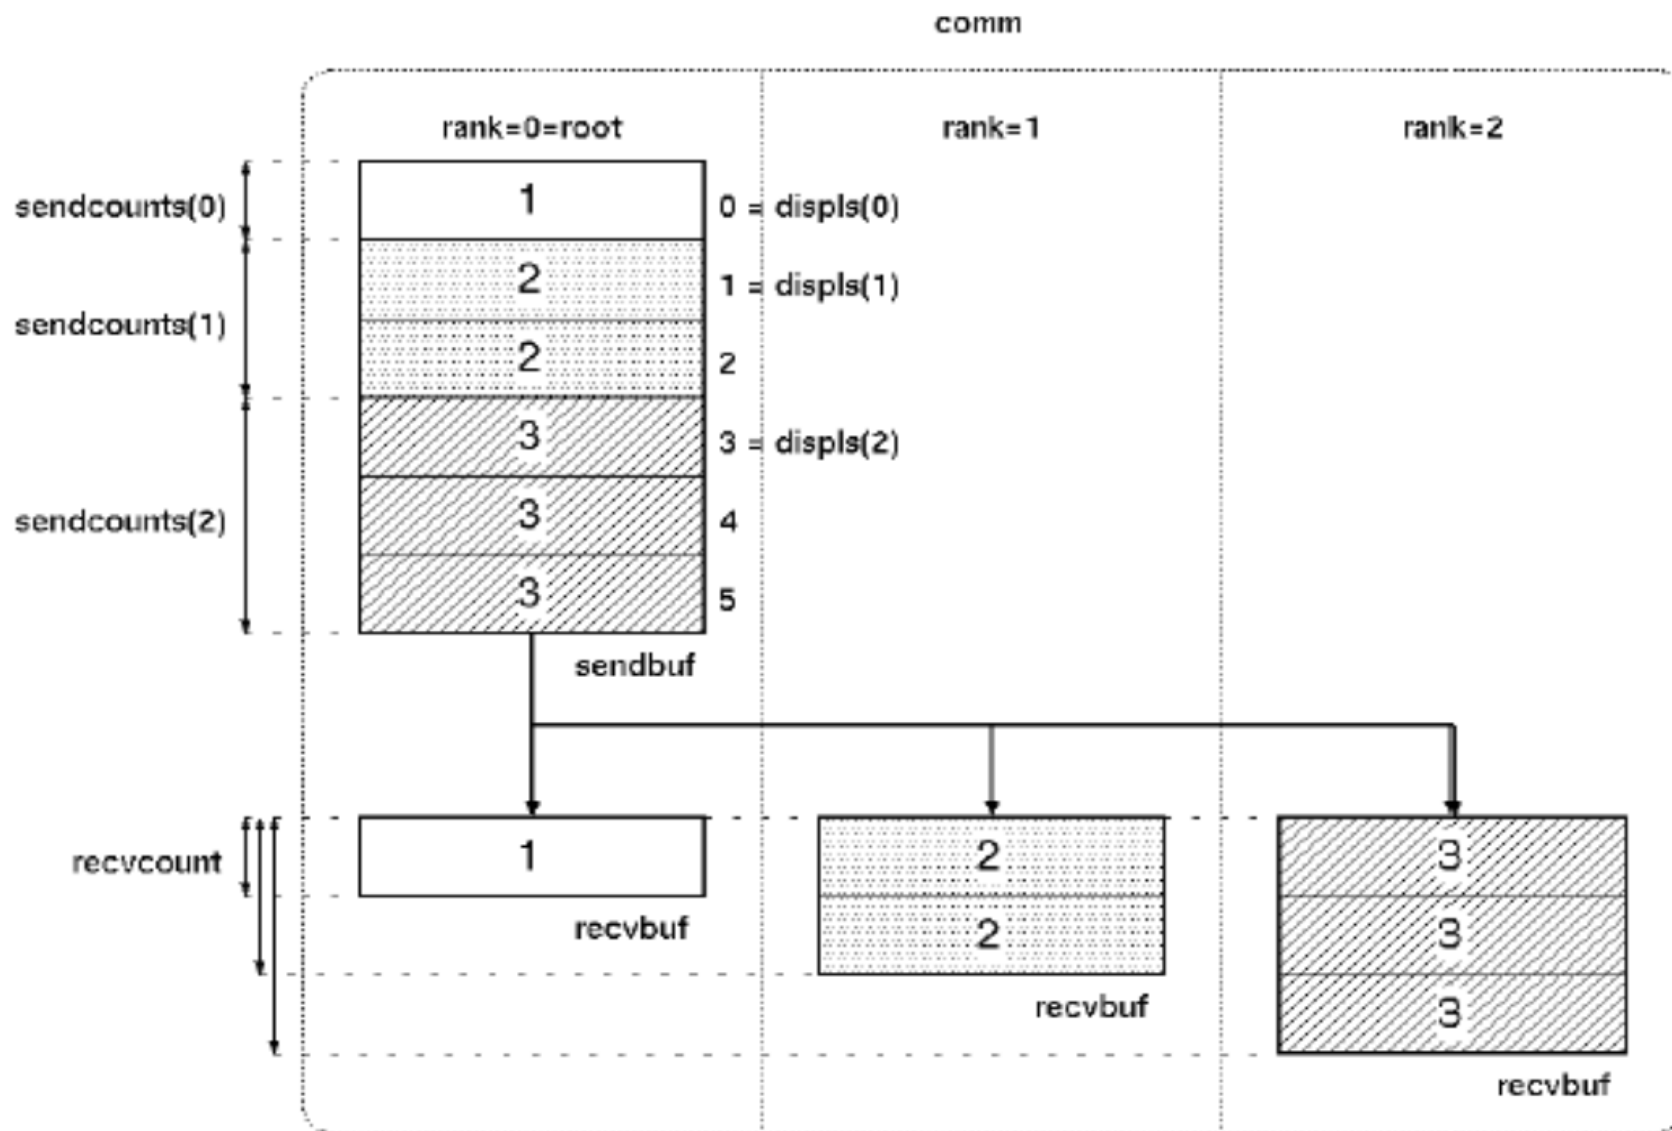 comm
rank=0=root
rank=1
rank=2
sendcounts(0)
1
0 = displs(0)
2
1 = displs(1)
sendcounts(1)
2
2
3
3 = displs(2)
sendcounts(2)
3
4
3
5
sendbuf
recvcount
1
2
3
recvbuf
2
3
recvbuf
3
recvbuf